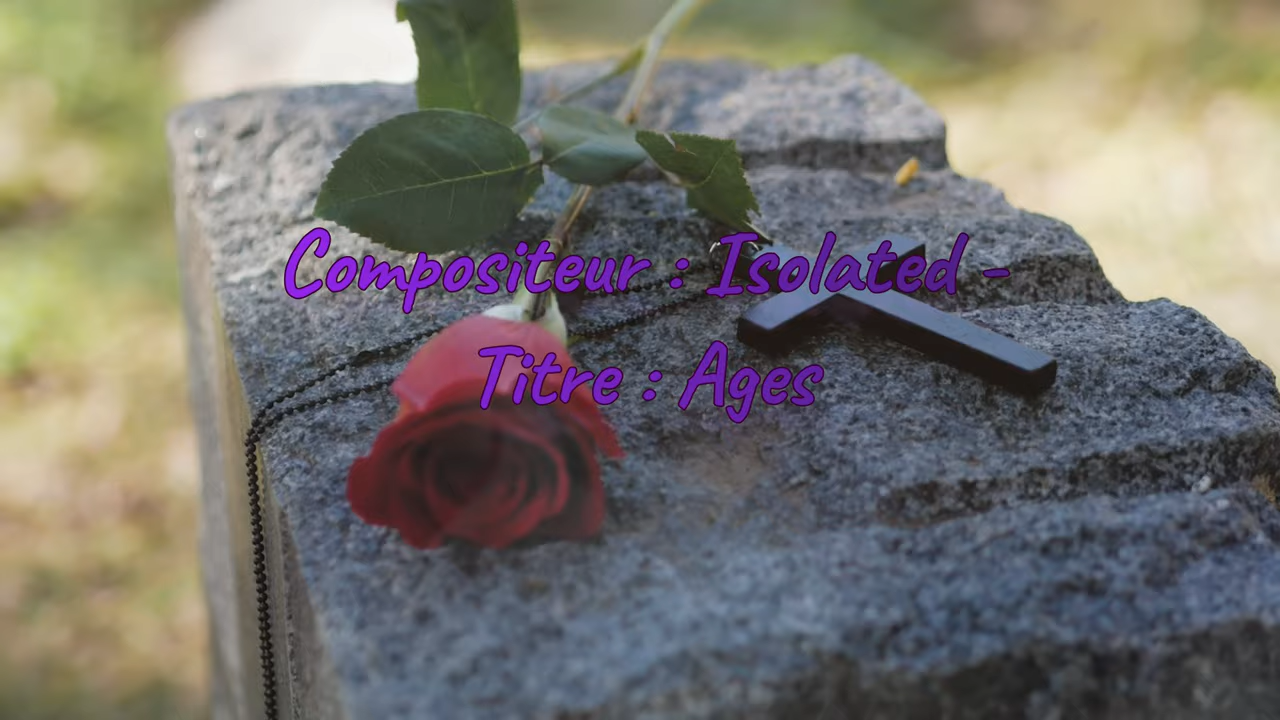 Compositeur : Isolated -
Titre : Ages